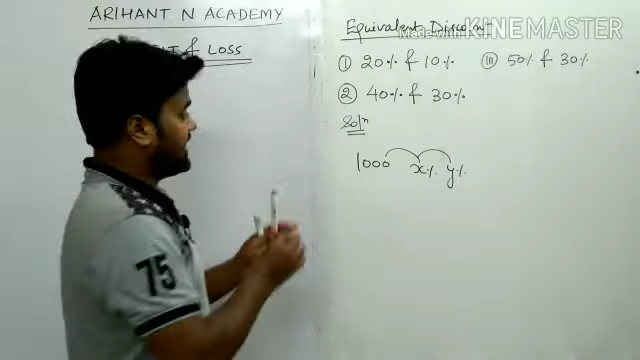 ARIHANT N ACADEMY
& LOSS
Equivalent Discount
Made with KINEMASTER
① 20% & 10%
⑪ 50% & 30%
② 40% & 30%
Solⁿ
1000 x% y%
75